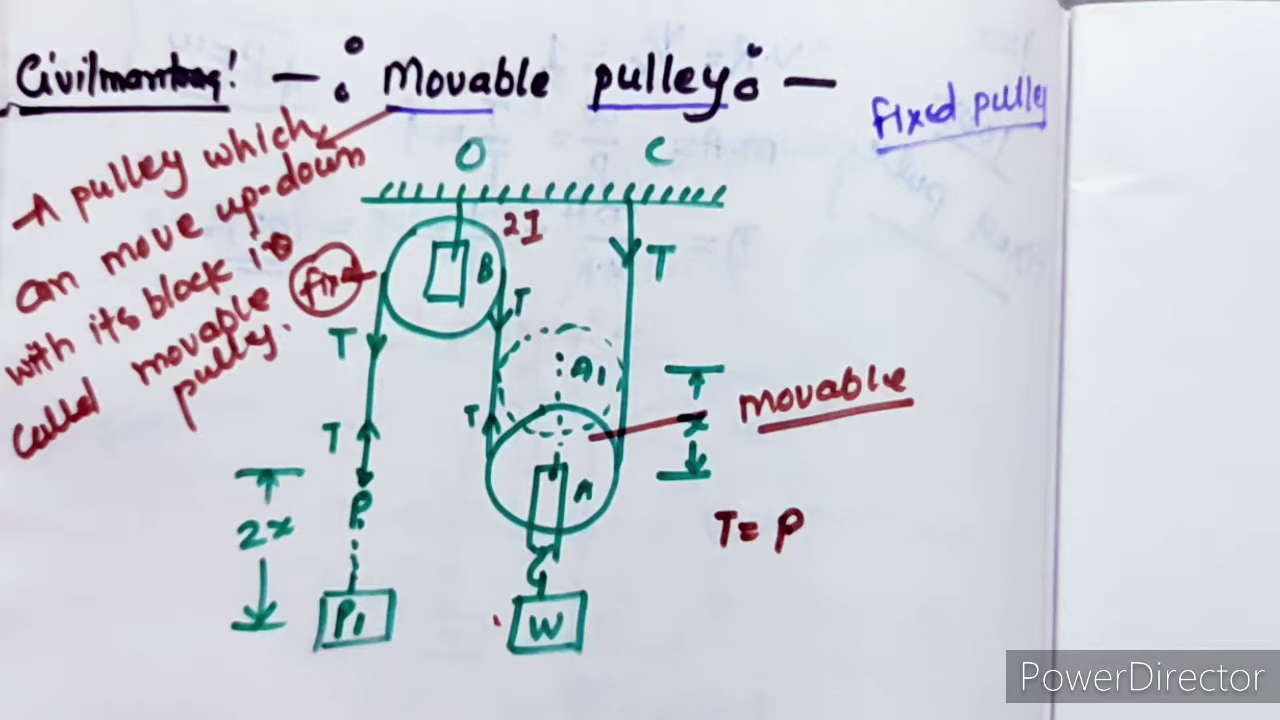 Civilmantraa! -: Movable pulley: -
fixed pulley
A pulley which
can move up-down
with its block is
called movable
pulley.
O
C
2T
fixed
B
T
T
T
A1
T
T
x
movable
A
P
2x
T = P
P1
W
PowerDirector